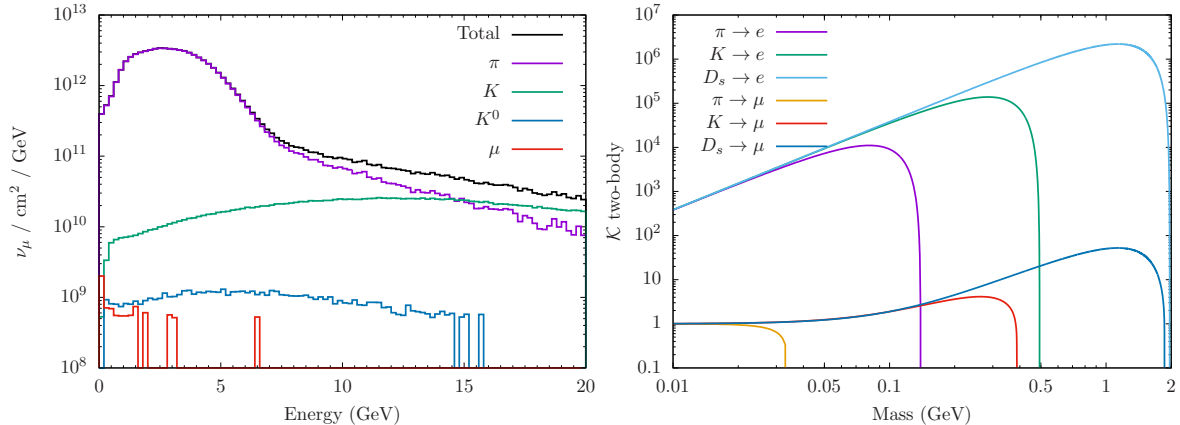 10^13
10^12
10^11
10^10
10^9
10^8
ν_μ / cm^2 / GeV
Total
π
K
K^0
μ
0
5
10
15
20
Energy (GeV)
10^7
10^6
10^5
10^4
10^3
100
10
1
0.1
𝒦 two-body
π → e
K → e
D_s → e
π → μ
K → μ
D_s → μ
0.01
0.05
0.1
0.5
1
2
Mass (GeV)